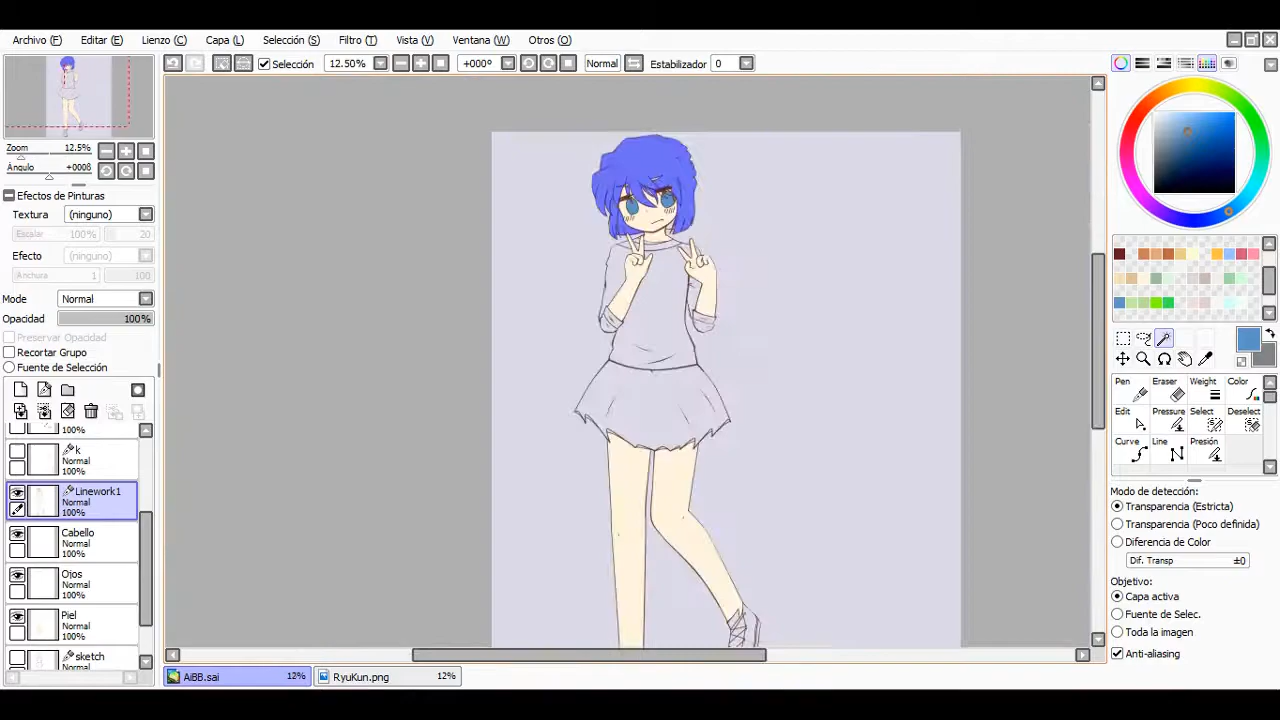 Archivo (F) Editar (E) Lienzo (C) Capa (L) Selección (S) Filtro (T) Vista (V) Ventana (W) Otros (O)
Selección 12.50% +000º Normal Estabilizador 0
Zoom 12.5%
Ángulo +000ß
Efectos de Pinturas
Textura (ninguno)
Escalar 100% 20
Efecto (ninguno)
Anchura 1 100
Mode Normal
Opacidad 100%
Preservar Opacidad
Recortar Grupo
Fuente de Selección
100%
k
Normal
100%
Linework1
Normal
100%
Cabello
Normal
100%
Ojos
Normal
100%
Piel
Normal
100%
sketch
Normal
AiBB.sai 12% RyuKun.png 12%
Pen Eraser Weight Color
Edit Pressure Select Deselect
Curve Line Presión
Modo de detección:
Transparencia (Estricta)
Transparencia (Poco definida)
Diferencia de Color
Dif. Transp ±0
Objetivo:
Capa activa
Fuente de Selec.
Toda la imagen
Anti-aliasing